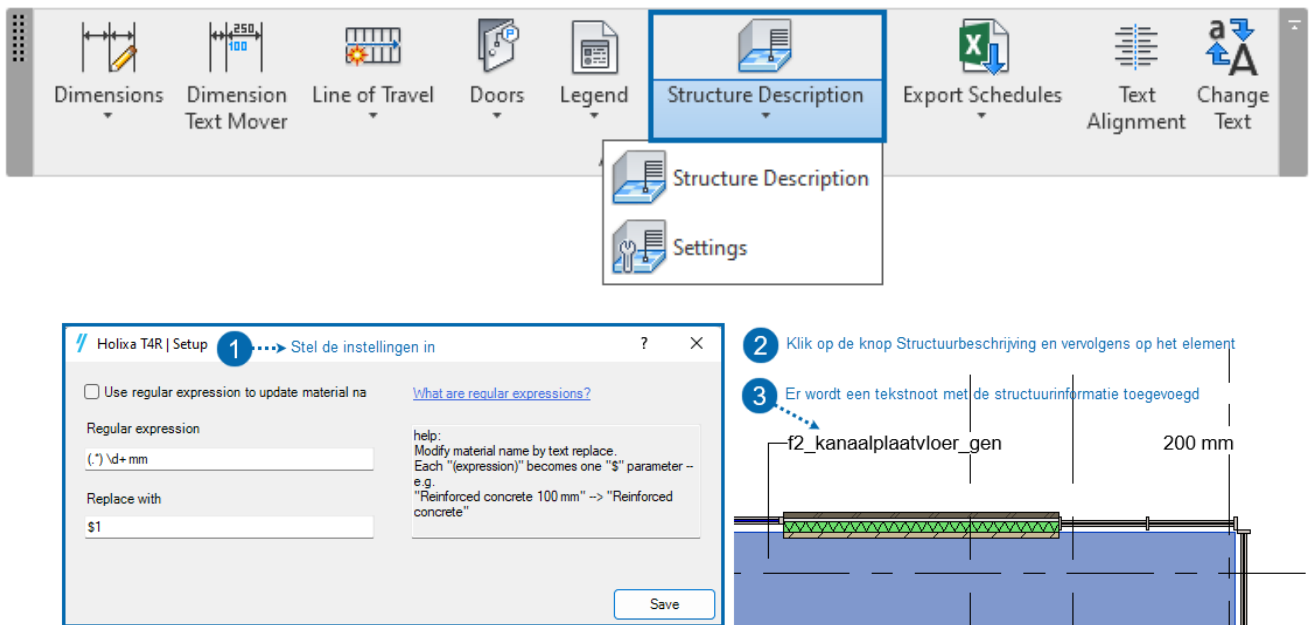 250
100
P
a
A
Dimensions
Dimension
Text Mover
Line of Travel
Doors
Legend
Structure Description
Export Schedules
Text
Alignment
Change
Text
Structure Description
Settings
Holixa T4R | Setup
1
Stel de instellingen in
?
Use regular expression to update material na
What are regular expressions?
Regular expression
(.*) \d+ mm
Replace with
$1
help:
Modify material name by text replace.
Each "(expression)" becomes one "$" parameter --
e.g.
"Reinforced concrete 100 mm" --> "Reinforced
concrete"
Save
2
Klik op de knop Structuurbeschrijving en vervolgens op het element
3
Er wordt een tekstnoot met de structuurinformatie toegevoegd
f2_kanaalplaatvloer_gen 200 mm